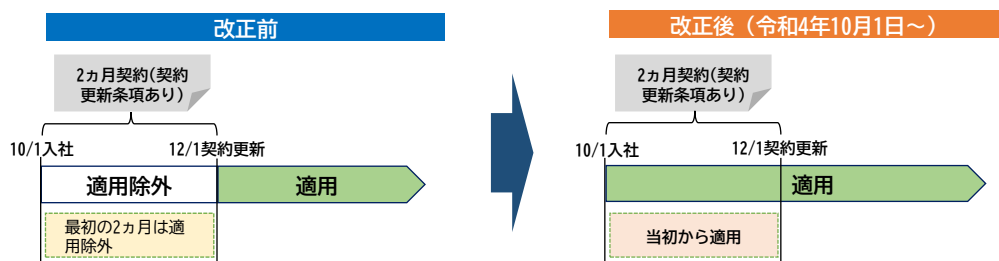 改正前
2ヵ月契約(契約
更新条項あり)
10/1入社
12/1契約更新
適用除外
適用
最初の2ヵ月は適
用除外
改正後（令和4年10月1日～）
2ヵ月契約(契約
更新条項あり)
10/1入社
12/1契約更新
適用
当初から適用